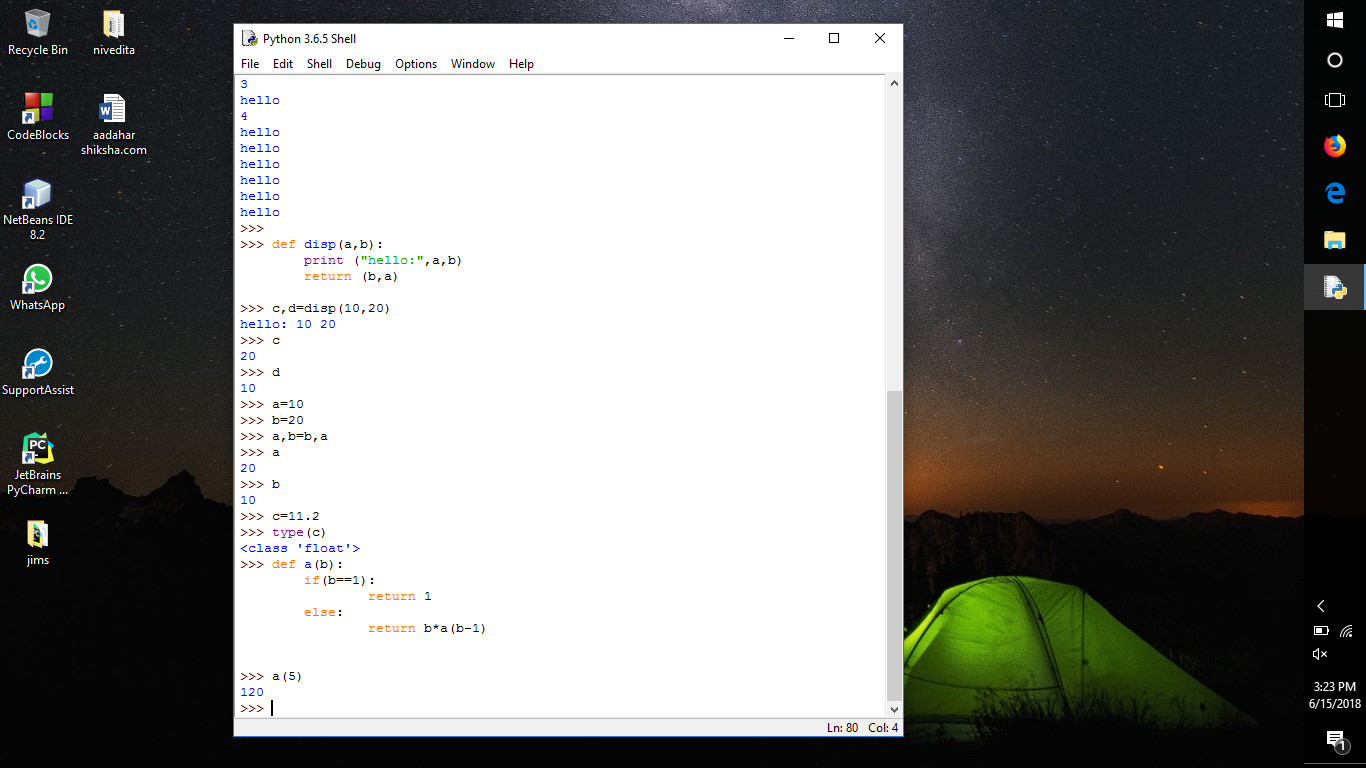 Recycle Bin
nivedita
CodeBlocks
aadahar
shiksha.com
NetBeans IDE
8.2
WhatsApp
SupportAssist
PC
JetBrains
PyCharm ...
jims
Python 3.6.5 Shell
File Edit Shell Debug Options Window Help
3
hello
4
hello
hello
hello
hello
hello
hello
>>>
>>> def disp(a,b):
        print ("hello:",a,b)
        return (b,a)
>>> c,d=disp(10,20)
hello: 10 20
>>> c
20
>>> d
10
>>> a=10
>>> b=20
>>> a,b=b,a
>>> a
20
>>> b
10
>>> c=11.2
>>> type(c)
<class 'float'>
>>> def a(b):
        if(b==1):
                return 1
        else:
                return b*a(b-1)
>>> a(5)
120
>>>
Ln: 80 Col: 4
3:23 PM
6/15/2018
1